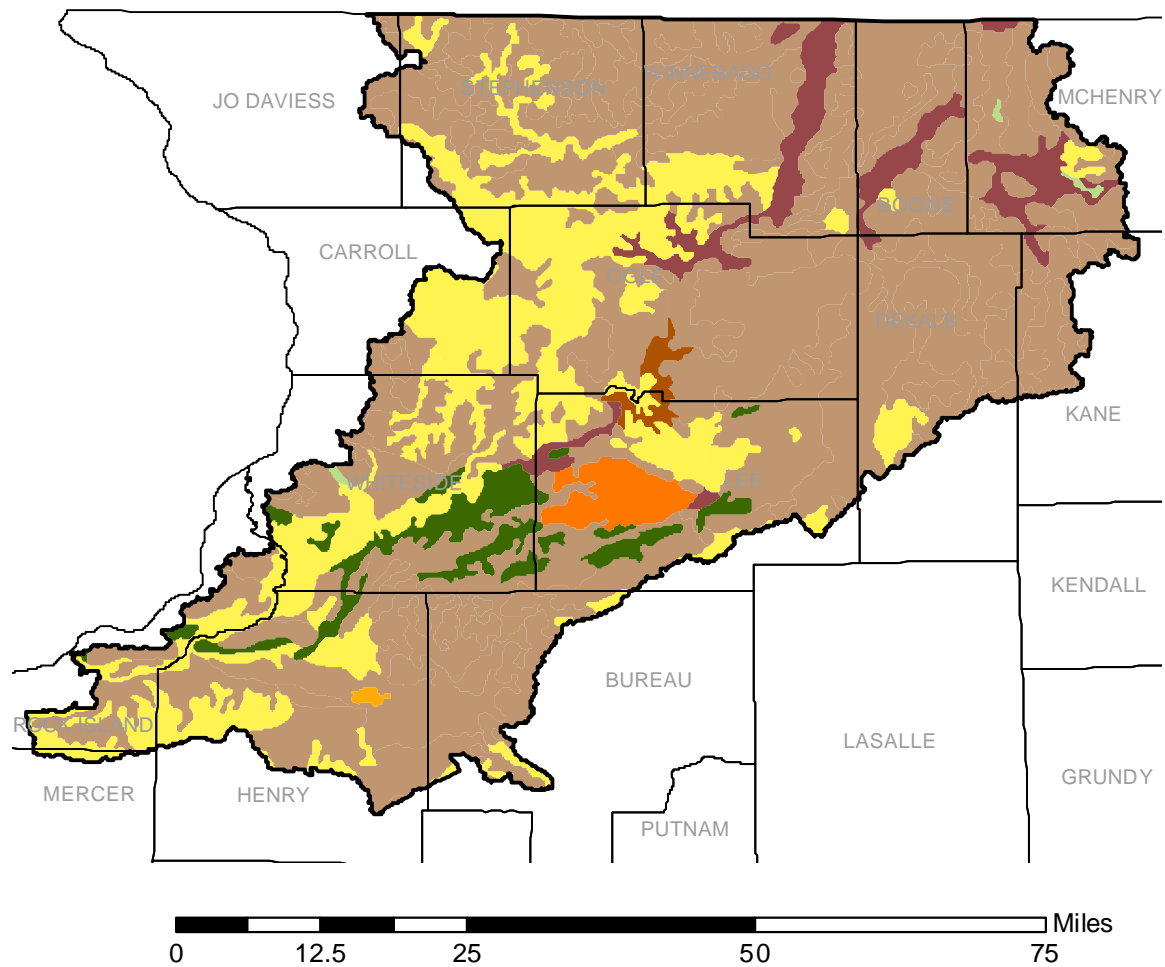 JO DAVIESS
STEPHENSON
WINNEBAGO
MCHENRY
BOONE
CARROLL
OGLE
DEKALB
KANE
WHITESIDE
LEE
KENDALL
BUREAU
ROCK ISLAND
LASALLE
MERCER
HENRY
GRUNDY
PUTNAM
Miles
0 12.5 25 50 75